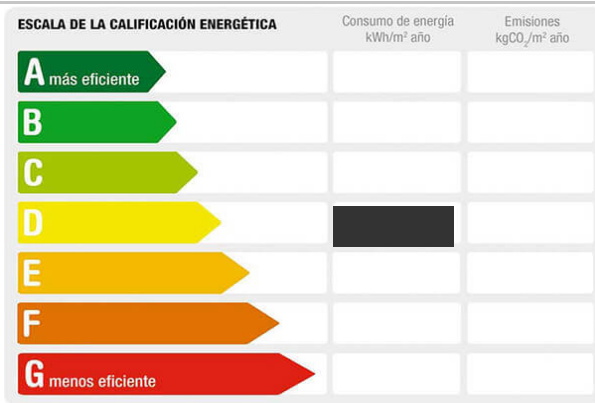 ESCALA DE LA CALIFICACIÓN ENERGÉTICA
Consumo de energía
kWh/m² año
Emisiones
kgCO₂/m² año
A más eficiente
B
C
D
E
F
G menos eficiente